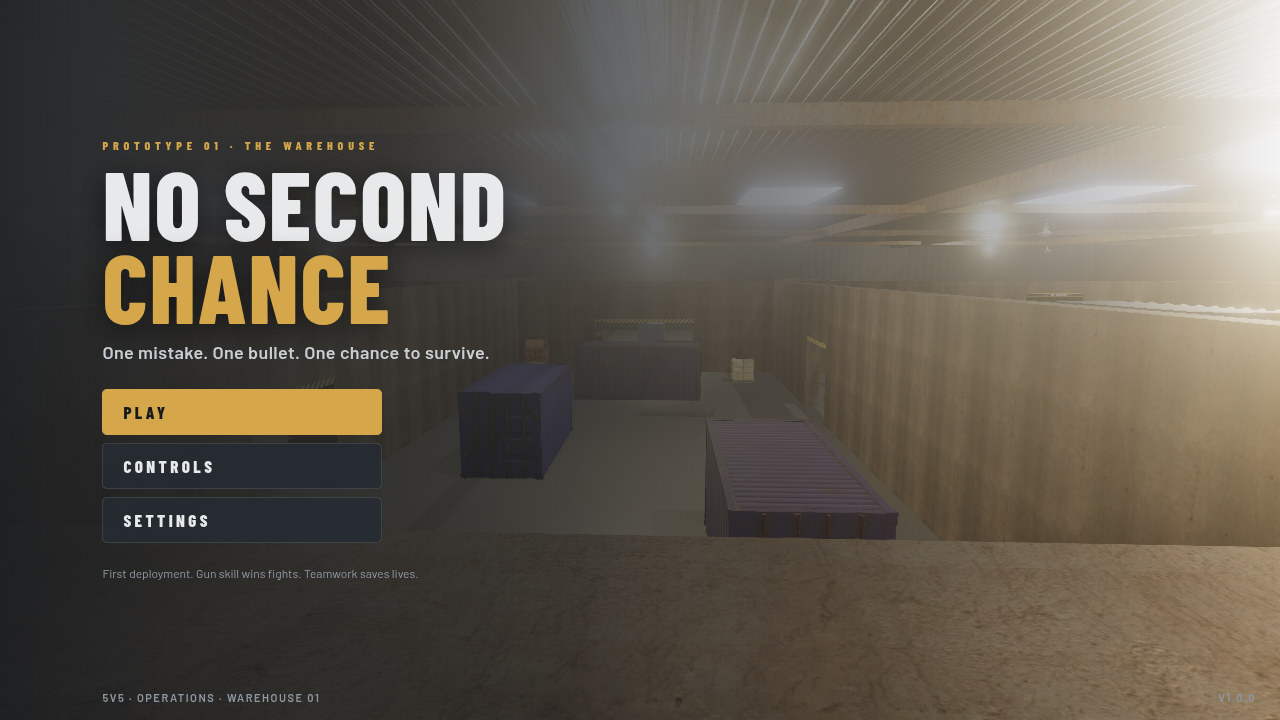 PROTOTYPE 01 · THE WAREHOUSE
NO SECOND
CHANCE
One mistake. One bullet. One chance to survive.
PLAY
CONTROLS
SETTINGS
First deployment. Gun skill wins fights. Teamwork saves lives.
5V5 · OPERATIONS · WAREHOUSE 01
V1.0.0